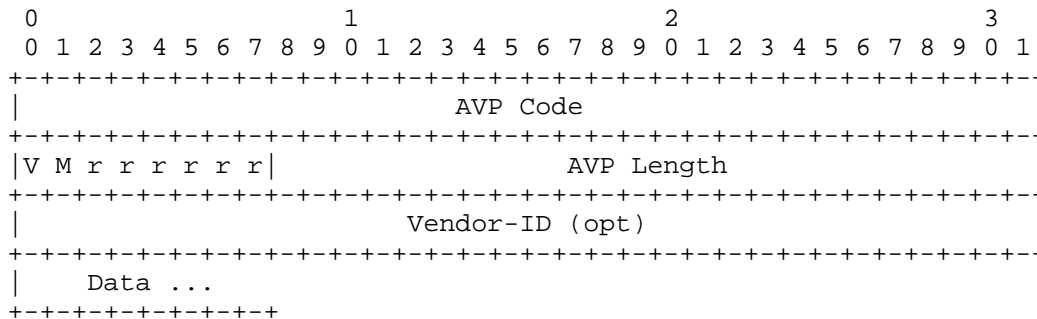 0                   1                   2                   3
 0 1 2 3 4 5 6 7 8 9 0 1 2 3 4 5 6 7 8 9 0 1 2 3 4 5 6 7 8 9 0 1
+-+-+-+-+-+-+-+-+-+-+-+-+-+-+-+-+-+-+-+-+-+-+-+-+-+-+-+-+-+-+-+-
|                           AVP Code
+-+-+-+-+-+-+-+-+-+-+-+-+-+-+-+-+-+-+-+-+-+-+-+-+-+-+-+-+-+-+-+-
|V M r r r r r r|                  AVP Length
+-+-+-+-+-+-+-+-+-+-+-+-+-+-+-+-+-+-+-+-+-+-+-+-+-+-+-+-+-+-+-+-
|                        Vendor-ID (opt)
+-+-+-+-+-+-+-+-+-+-+-+-+-+-+-+-+-+-+-+-+-+-+-+-+-+-+-+-+-+-+-+-
|    Data ...
+-+-+-+-+-+-+-+-+